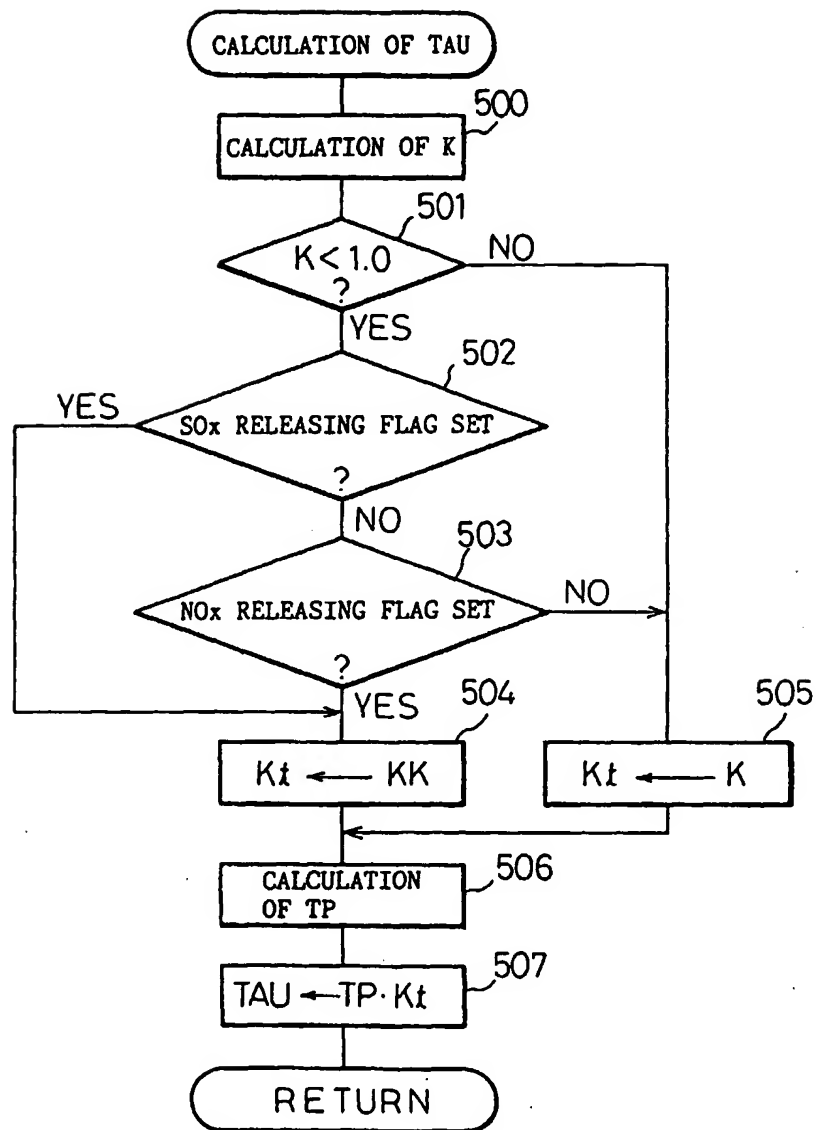 CALCULATION OF TAU
500
CALCULATION OF K
501
K < 1.0
?
NO
YES
502
YES
SOx RELEASING FLAG SET
?
NO
503
NOx RELEASING FLAG SET
NO
?
YES
504
505
Kt ← KK
Kt ← K
506
CALCULATION
OF TP
507
TAU ← TP·Kt
RETURN